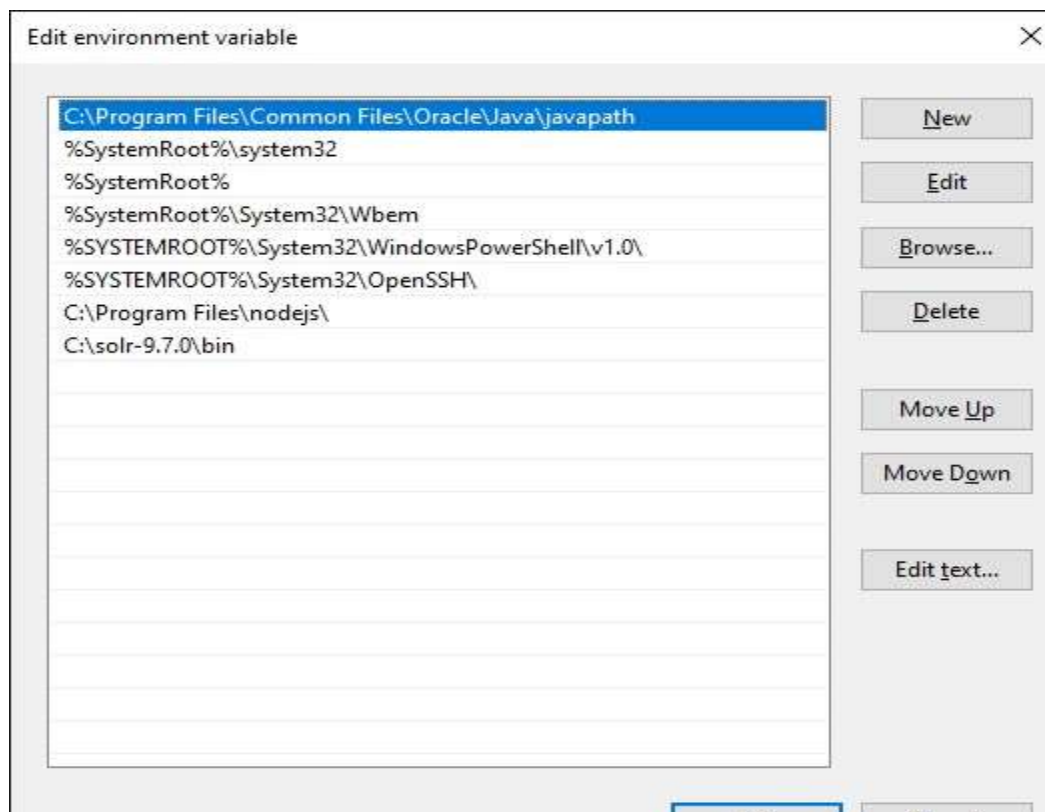 Edit environment variable
C:\Program Files\Common Files\Oracle\Java\javapath
%SystemRoot%\system32
%SystemRoot%
%SystemRoot%\System32\Wbem
%SYSTEMROOT%\System32\WindowsPowerShell\v1.0\
%SYSTEMROOT%\System32\OpenSSH\
C:\Program Files\nodejs\
C:\solr-9.7.0\bin
New
Edit
Browse...
Delete
Move Up
Move Down
Edit text...